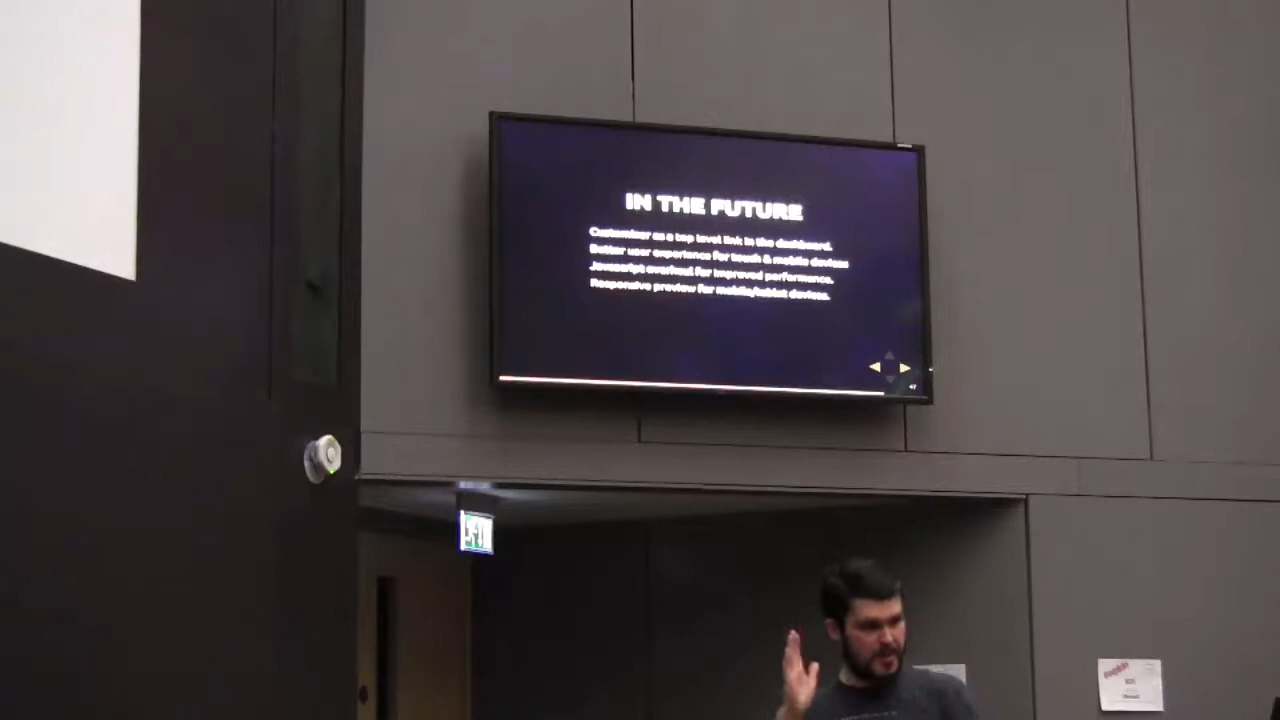 IN THE FUTURE
Customizer as a top level link in the dashboard.
Better user experience for touch & mobile devices
Javascript overhaul for improved performance.
Responsive preview for mobile/tablet devices.
47